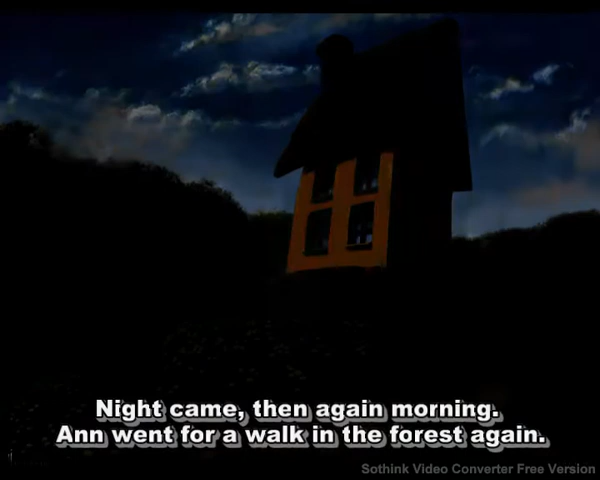 Night came, then again morning.
Ann went for a walk in the forest again.
Sothink Video Converter Free Version